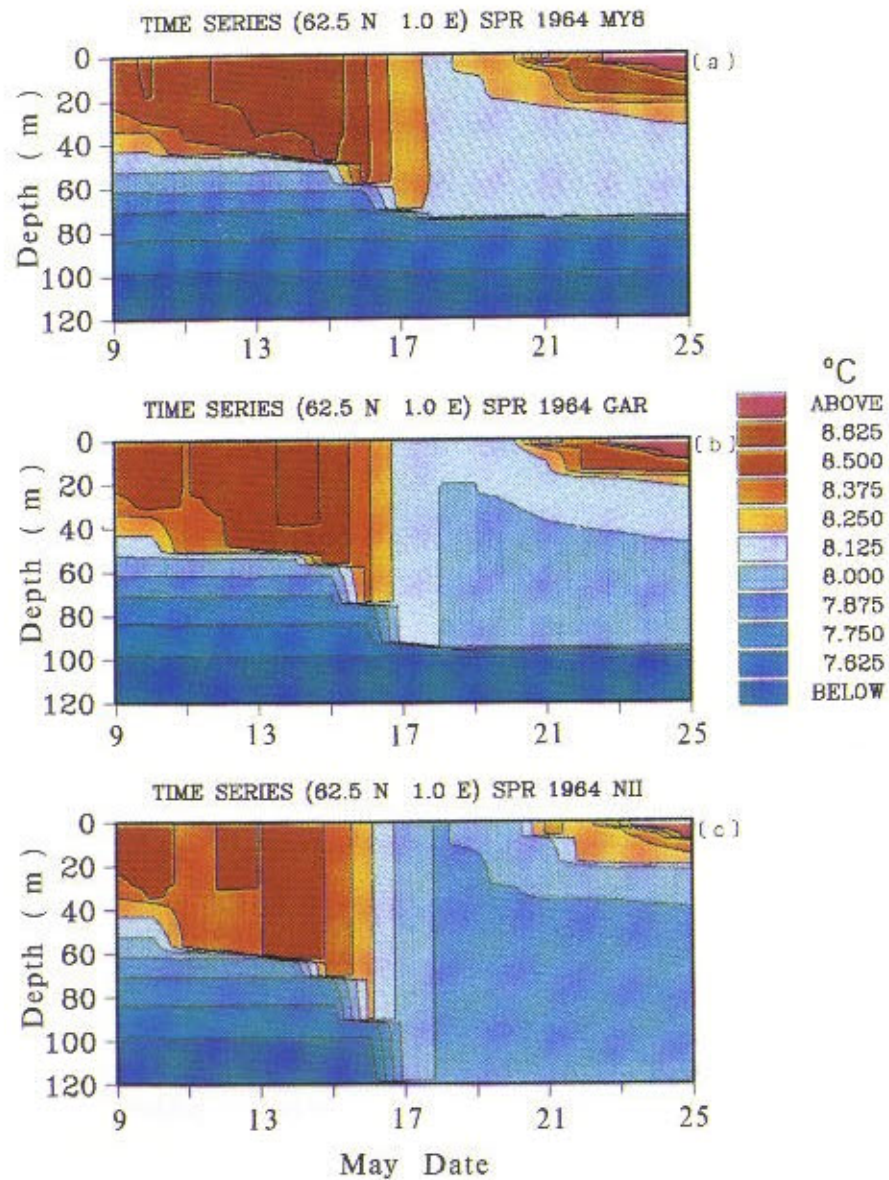 TIME SERIES (62.5 N 1.0 E) SPR 1964 MY8
(a)
0
20
40
60
80
100
120
Depth ( m )
9 13 17 21 25
TIME SERIES (62.5 N 1.0 E) SPR 1964 GAR
(b)
0
20
40
60
80
100
120
Depth ( m )
9 13 17 21 25
°C
ABOVE
8.625
8.500
8.375
8.250
8.125
8.000
7.875
7.750
7.625
BELOW
TIME SERIES (62.5 N 1.0 E) SPR 1964 NII
(c)
0
20
40
60
80
100
120
Depth ( m )
9 13 17 21 25
May Date